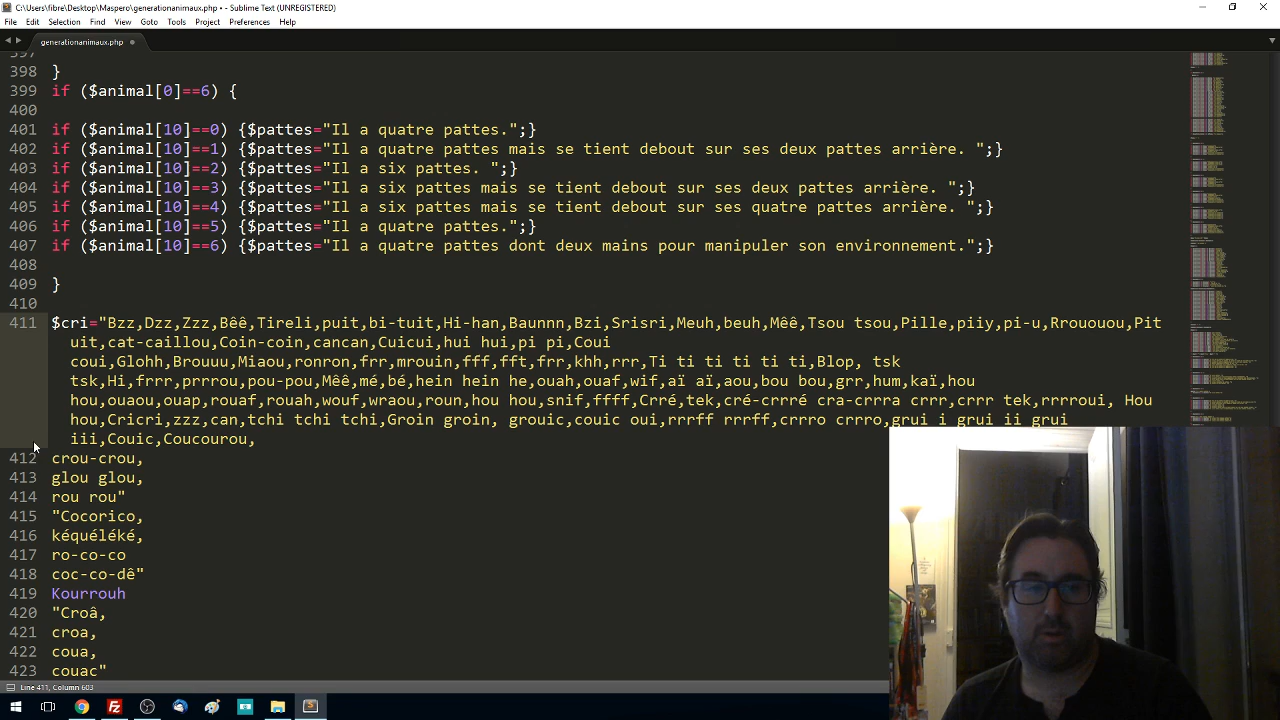 C:\Users\fibre\Documents\Maspero\generationanimaux.php • - Sublime Text (UNREGISTERED)
File Edit Selection Find View Goto Tools Project Preferences Help
generationanimaux.php
397
398 }
399 if ($animal[0]==6) {
400
401 if ($animal[10]==0) {$pattes="Il a quatre pattes.";}
402 if ($animal[10]==1) {$pattes="Il a quatre pattes mais se tient debout sur ses deux pattes arrière. ";}
403 if ($animal[10]==2) {$pattes="Il a six pattes. ";}
404 if ($animal[10]==3) {$pattes="Il a six pattes mais se tient debout sur ses deux pattes arrière. ";}
405 if ($animal[10]==4) {$pattes="Il a six pattes mais se tient debout sur ses quatre pattes arrière. ";}
406 if ($animal[10]==5) {$pattes="Il a quatre pattes.";}
407 if ($animal[10]==6) {$pattes="Il a quatre pattes dont deux mains pour manipuler son environnement.";}
408
409 }
410
411 $cri="Bzz,Dzz,Zzz,Bêê,Tireli,puit,bi-tuit,Hi-han,Baunnn,Bzi,Srisri,Meuh,beuh,Mêê,Tsou tsou,Pille,piiy,pi-u,Rrououou,Pit
uit,cat-caillou,Coin-coin,cancan,Cuicui,hui hui,pi pi,Coui
coui,Glohh,Brouuu,Miaou,ronron,frr,mrouin,fff,fft,frr,khh,rrr,Ti ti ti ti ti ti,Blop, tsk
tsk,Hi,frrr,prrrou,pou-pou,Mêê,mé,bé,hein hein he,ouah,ouaf,wif,aï aï,aou,bou bou,grr,hum,kaï,hou
hou,ouaou,ouap,rouaf,rouah,wouf,wraou,roun,hou hou,snif,ffff,Crré,tek,crē-crrré cra-crrra crrr,crrr tek,rrrroui, Hou
hou,Cricri,zzz,can,tchi tchi tchi,Groin groin, grouic,couic oui,rrrff rrrff,crrro crrro,grui i grui ii grui
iii,Couic,Coucourou,
412 crou-crou,
413 glou glou,
414 rou rou"
415 "Cocorico,
416 kéquéléké,
417 ro-co-co
418 coc-co-dê"
419 Kourrouh
420 "Croâ,
421 croa,
422 coua,
423 couac"
Line 411, Column 603